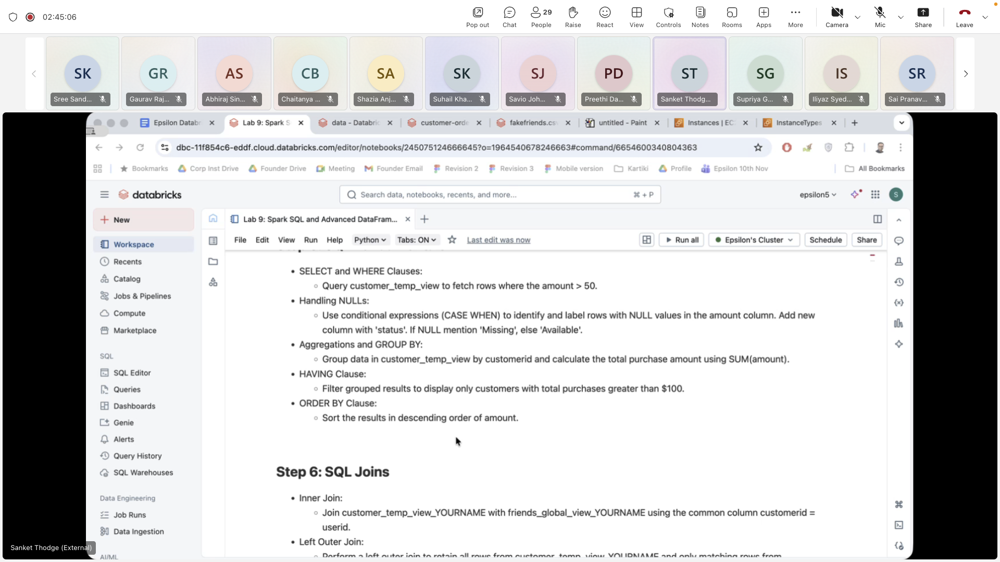 02:45:06
Pop out
Chat
29
People
Raise
React
View
Controls
Notes
Rooms
Apps
More
Camera
Mic
Share
Leave
SK
GR
AS
CB
SA
SK
SJ
PD
ST
SG
IS
SR
Sree Sand...
Gaurav Raj...
Abhiraj Sin...
Chaitanya ...
Shazia Anj...
Suhail Kha...
Savio Joh...
Preethi Da...
Sanket Thodg...
Supriya G...
Iliyaz Syed...
Sai Pranav...
Epsilon Databr
Lab 9: Spark S
data - Databric
customer-orde
fakefriends.cs
untitled - Paint
Instances | EC
InstanceTypes
dbc-11f854c6-eddf.cloud.databricks.com/editor/notebooks/245075124666645?o=1964540678246663#command/6654600340804363
Bookmarks
Corp Inst Drive
Founder Drive
Meeting
Founder Email
Revision 2
Revision 3
Mobile version
Kartiki
Profile
Epsilon 10th Nov
All Bookmarks
databricks
Search data, notebooks, recents, and more...
⌘ + P
epsilon5
S
New
Workspace
Recents
Catalog
Jobs & Pipelines
Compute
Marketplace
SQL
SQL Editor
Queries
Dashboards
Genie
Alerts
Query History
SQL Warehouses
Data Engineering
Job Runs
Data Ingestion
AI/ML
Lab 9: Spark SQL and Advanced DataFram...
File
Edit
View
Run
Help
Python
Tabs: ON
Last edit was now
Run all
Epsilon's Cluster
Schedule
Share
• SELECT and WHERE Clauses:
◦ Query customer_temp_view to fetch rows where the amount > 50.
• Handling NULLs:
◦ Use conditional expressions (CASE WHEN) to identify and label rows with NULL values in the amount column. Add new
column with 'status'. If NULL mention 'Missing', else 'Available'.
• Aggregations and GROUP BY:
◦ Group data in customer_temp_view by customerid and calculate the total purchase amount using SUM(amount).
• HAVING Clause:
◦ Filter grouped results to display only customers with total purchases greater than $100.
• ORDER BY Clause:
◦ Sort the results in descending order of amount.
Step 6: SQL Joins
• Inner Join:
◦ Join customer_temp_view_YOURNAME with friends_global_view_YOURNAME using the common column customerid =
userid.
• Left Outer Join:
◦ Perform a left outer join to retain all rows from customer_temp_view_YOURNAME and only matching rows from
Sanket Thodge (External)